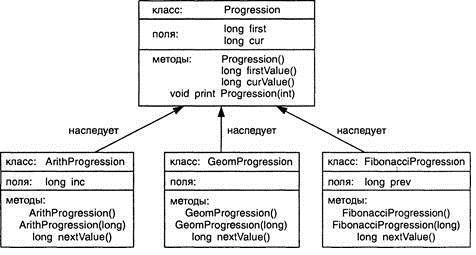 класс: Progression
поля: long first
long cur
методы: Progression()
long firstValue()
long curValue()
void print Progression(int)
наследует
наследует
наследует
класс: ArithProgression
поля: long inc
методы:
ArithProgression()
ArithProgression(long)
long nextValue()
класс: GeomProgression
поля:
методы:
GeomProgression()
GeomProgression(long)
long nextValue()
класс: FibonacciProgression
поля: long prev
методы:
FibonacciProgression()
FibonacciProgression(long)
long nextValue()